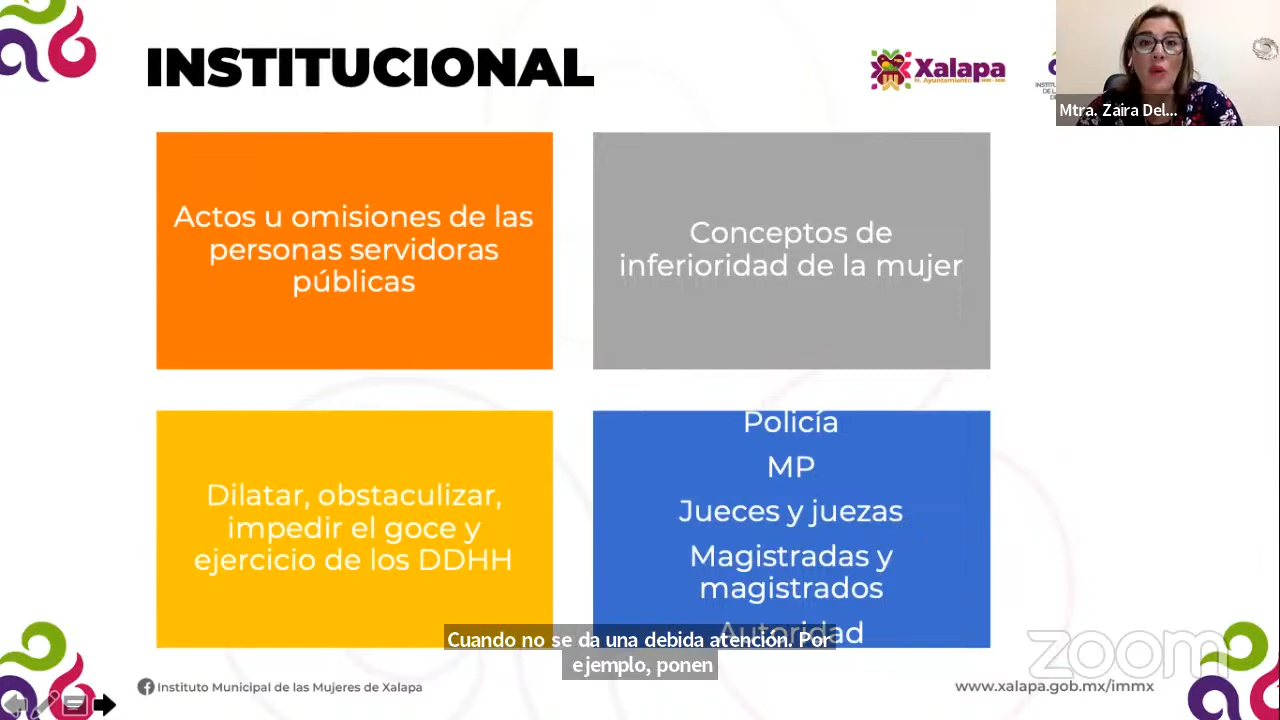 INSTITUCIONAL
Xalapa
H. Ayuntamiento
Mtra. Zaira Del...
Actos u omisiones de las
personas servidoras
públicas
Conceptos de
inferioridad de la mujer
Dilatar, obstaculizar,
impedir el goce y
ejercicio de los DDHH
Policía
MP
Jueces y juezas
Magistradas y
magistrados
Autoridad
Cuando no se da una debida atención. Por
ejemplo, ponen
zoom
Instituto Municipal de las Mujeres de Xalapa
www.xalapa.gob.mx/immx